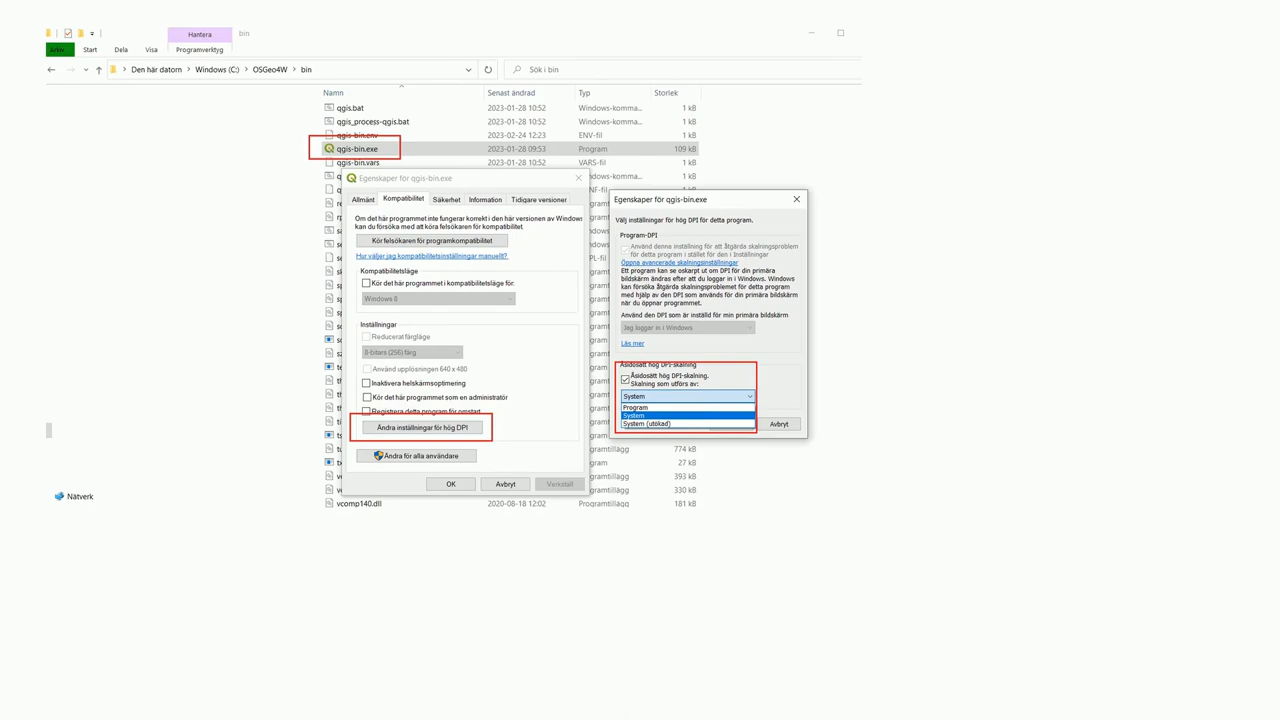 Hantera
bin
Arkiv
Start
Dela
Visa
Programverktyg
Den här datorn > Windows (C:) > OSGeo4W > bin
Sök i bin
Namn
Senast ändrad
Typ
Storlek
qgis.bat 2023-01-28 10:52 Windows-komma... 1 kB
qgis_process-qgis.bat 2023-01-28 10:52 Windows-komma... 1 kB
qgis-bin.env 2023-02-24 12:23 ENV-fil 1 kB
qgis-bin.exe 2023-01-28 09:53 Program 109 kB
qgis-bin.vars 2023-01-28 10:52 VARS-fil 1 kB
Egenskaper för qgis-bin.exe
Allmänt
Kompatibilitet
Säkerhet
Information
Tidigare versioner
Om det här programmet inte fungerar korrekt i den här versionen av Windows
kan du försöka med att köra felsökaren för kompatibilitet.
Kör felsökaren för programkompatibilitet
Hur väljer jag kompatibilitetsinställningar manuellt?
Kompatibilitetsläge
Kör det här programmet i kompatibilitetsläge för:
Windows 8
Inställningar
Reducerat färgläge
8-bitars (256) färg
Använd upplösningen 640 x 480
Inaktivera helskärmsoptimering
Kör det här programmet som en administratör
Registrera detta program för omstart
Ändra inställningar för hög DPI
Ändra för alla användare
OK
Avbryt
Verkställ
Egenskaper för qgis-bin.exe
Välj inställningar för hög DPI för detta program.
Program-DPI
Använd denna inställning för att åtgärda skalningsproblem
för detta program i stället för den i Inställningar
Öppna avancerade skalningsinställningar
Ett program kan se oskarpt ut om DPI för din primära
bildskärm ändras efter att du loggar in i Windows. Windows
kan försöka åtgärda skalningsproblemet för detta program
med hjälp av den DPI som används för din primära bildskärm
när du öppnar programmet.
Använd den DPI som är inställd för min primära bildskärm
Jag loggar in i Windows
Läs mer
Åsidosätt hög DPI-skalning
Åsidosätt hög DPI-skalning.
Skalning som utförs av:
System
Program
System
System (utökad)
Avbryt
774 kB
27 kB
393 kB
330 kB
vcomp140.dll 2020-08-18 12:02 Programtillägg 181 kB
Nätverk